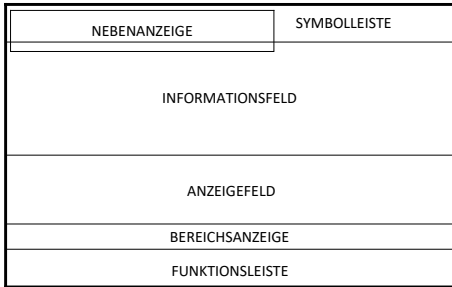 NEBENANZEIGE
SYMBOLLEISTE
INFORMATIONSFELD
ANZEIGEFELD
BEREICHSANZEIGE
FUNKTIONSLEISTE